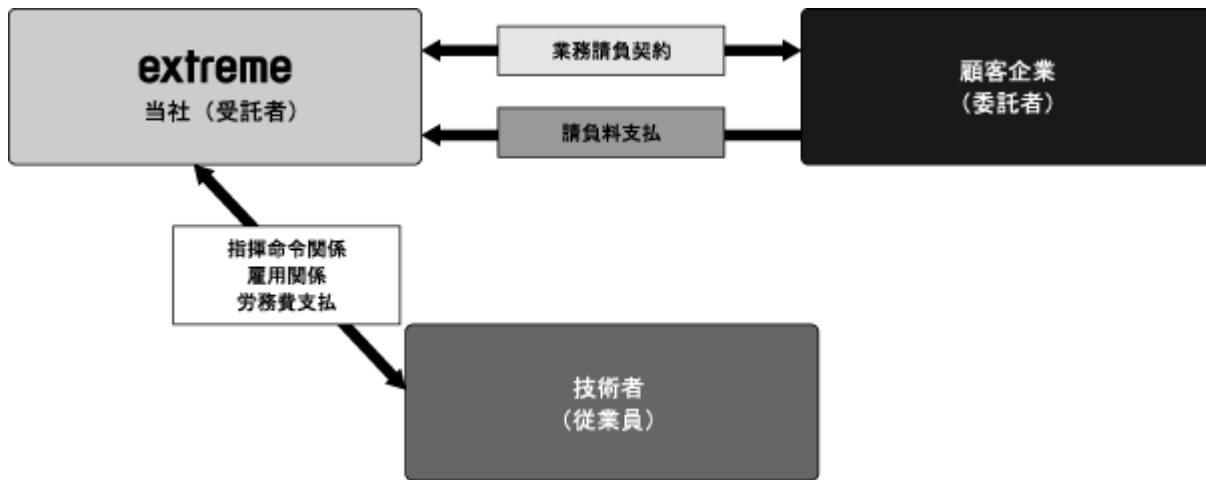 extreme
当社（受託者）
業務請負契約
請負料支払
顧客企業
（委託者）
指揮命令関係
雇用関係
労務費支払
技術者
（従業員）